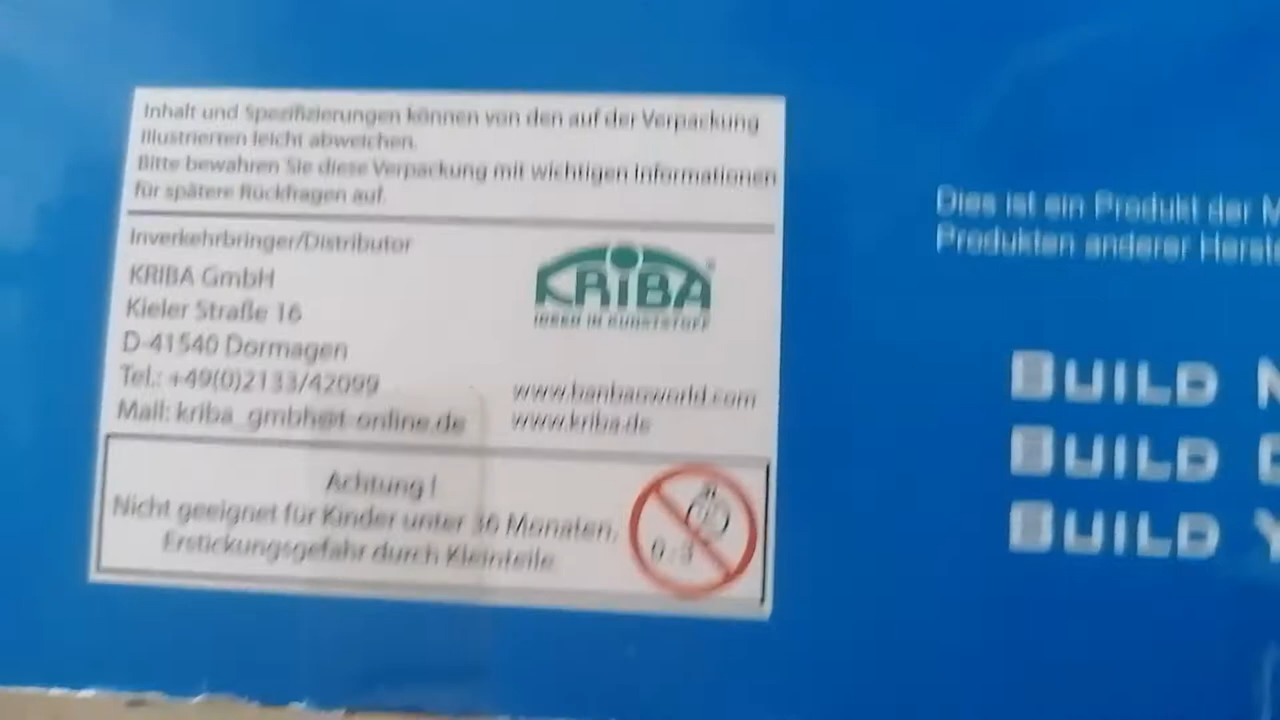 Inhalt und Spezifizierungen können von den auf der Verpackung
Illustrierten leicht abweichen.
Bitte bewahren Sie diese Verpackung mit wichtigen Informationen
für spätere Rückfragen auf.
Inverkehrbringer/Distributor
KRIBA GmbH
Kieler Straße 16
D-41540 Dormagen
Tel.: +49(0)2133/42099
Mail: kriba_gmbh@t-online.de
KRIBA
IDEEN IN KUNSTSTOFF
www.banbaoworld.com
www.kriba.de
Achtung!
Nicht geeignet für Kinder unter 36 Monaten,
Erstickungsgefahr durch Kleinteile
0-3
Dies ist ein Produkt der
Produkten anderer
BUILD
BUILD
BUILD